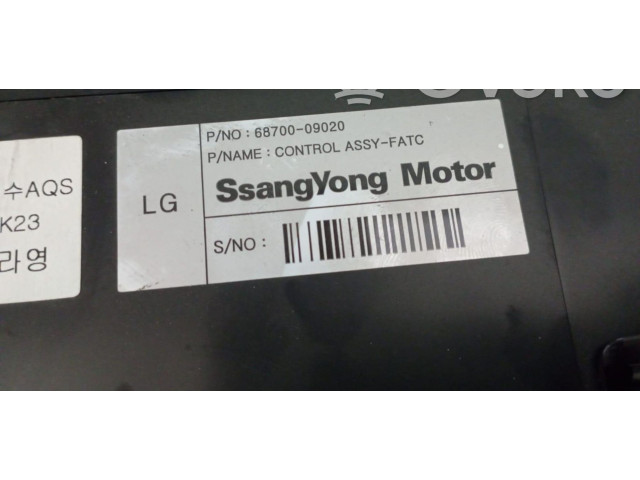 P/NO : 68700-09020
P/NAME : CONTROL ASSY-FATC
LG
SsangYong Motor
S/NO :
수AQS
K23
라영